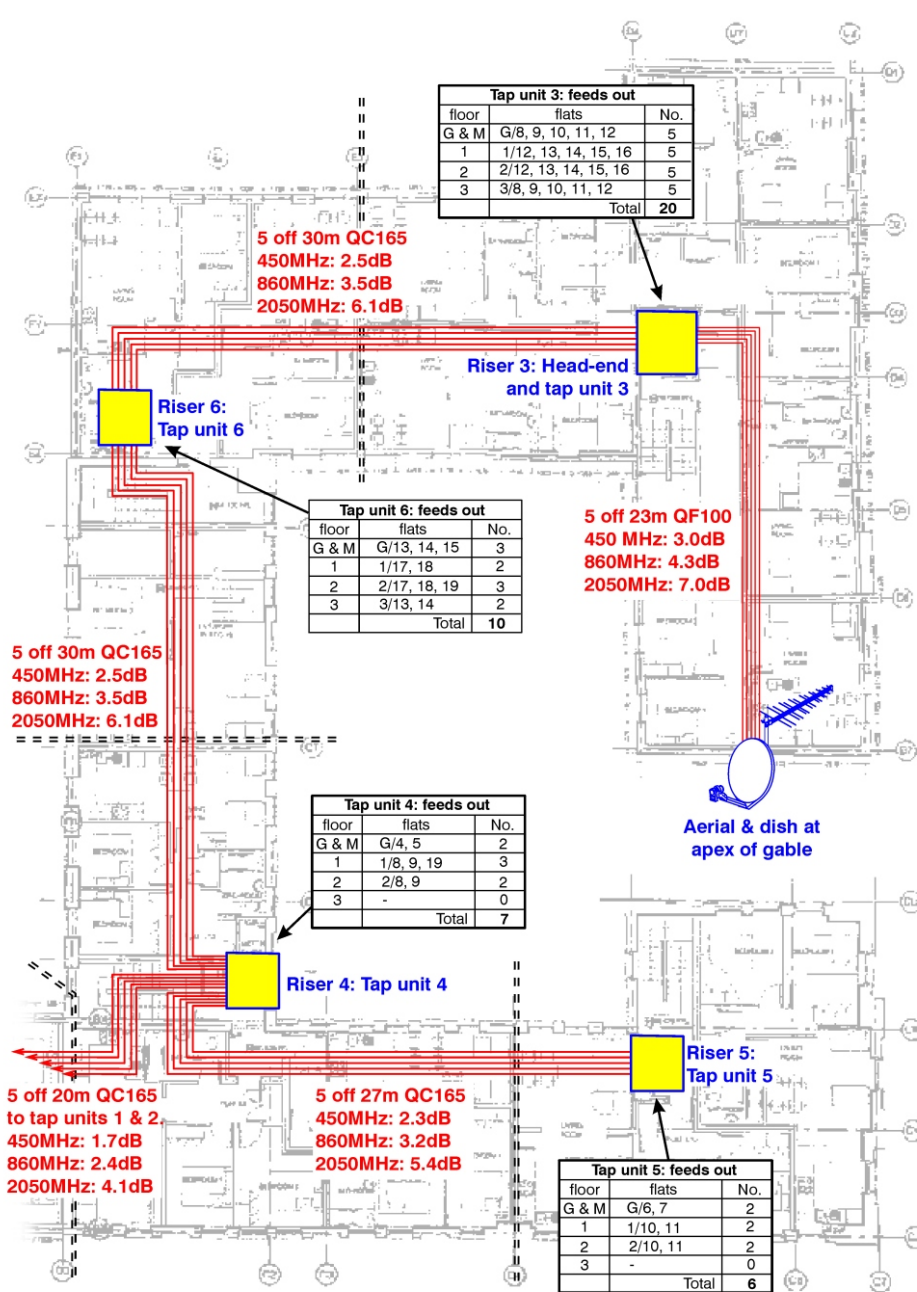 Tap unit 3: feeds out
floor flats No.
G & M G/8, 9, 10, 11, 12 5
1 1/12, 13, 14, 15, 16 5
2 2/12, 13, 14, 15, 16 5
3 3/8, 9, 10, 11, 12 5
Total 20
5 off 30m QC165
450MHz: 2.5dB
860MHz: 3.5dB
2050MHz: 6.1dB
Riser 3: Head-end
and tap unit 3
Riser 6:
Tap unit 6
Tap unit 6: feeds out
floor flats No.
G & M G/13, 14, 15 3
1 1/17, 18 2
2 2/17, 18, 19 3
3 3/13, 14 2
Total 10
5 off 23m QF100
450 MHz: 3.0dB
860MHz: 4.3dB
2050MHz: 7.0dB
5 off 30m QC165
450MHz: 2.5dB
860MHz: 3.5dB
2050MHz: 6.1dB
Aerial & dish at
apex of gable
Tap unit 4: feeds out
floor flats No.
G & M G/4, 5 2
1 1/8, 9, 19 3
2 2/8, 9 2
3 - 0
Total 7
Riser 4: Tap unit 4
Riser 5:
Tap unit 5
5 off 20m QC165
to tap units 1 & 2.
450MHz: 1.7dB
860MHz: 2.4dB
2050MHz: 4.1dB
5 off 27m QC165
450MHz: 2.3dB
860MHz: 3.2dB
2050MHz: 5.4dB
Tap unit 5: feeds out
floor flats No.
G & M G/6, 7 2
1 1/10, 11 2
2 2/10, 11 2
3 - 0
Total 6